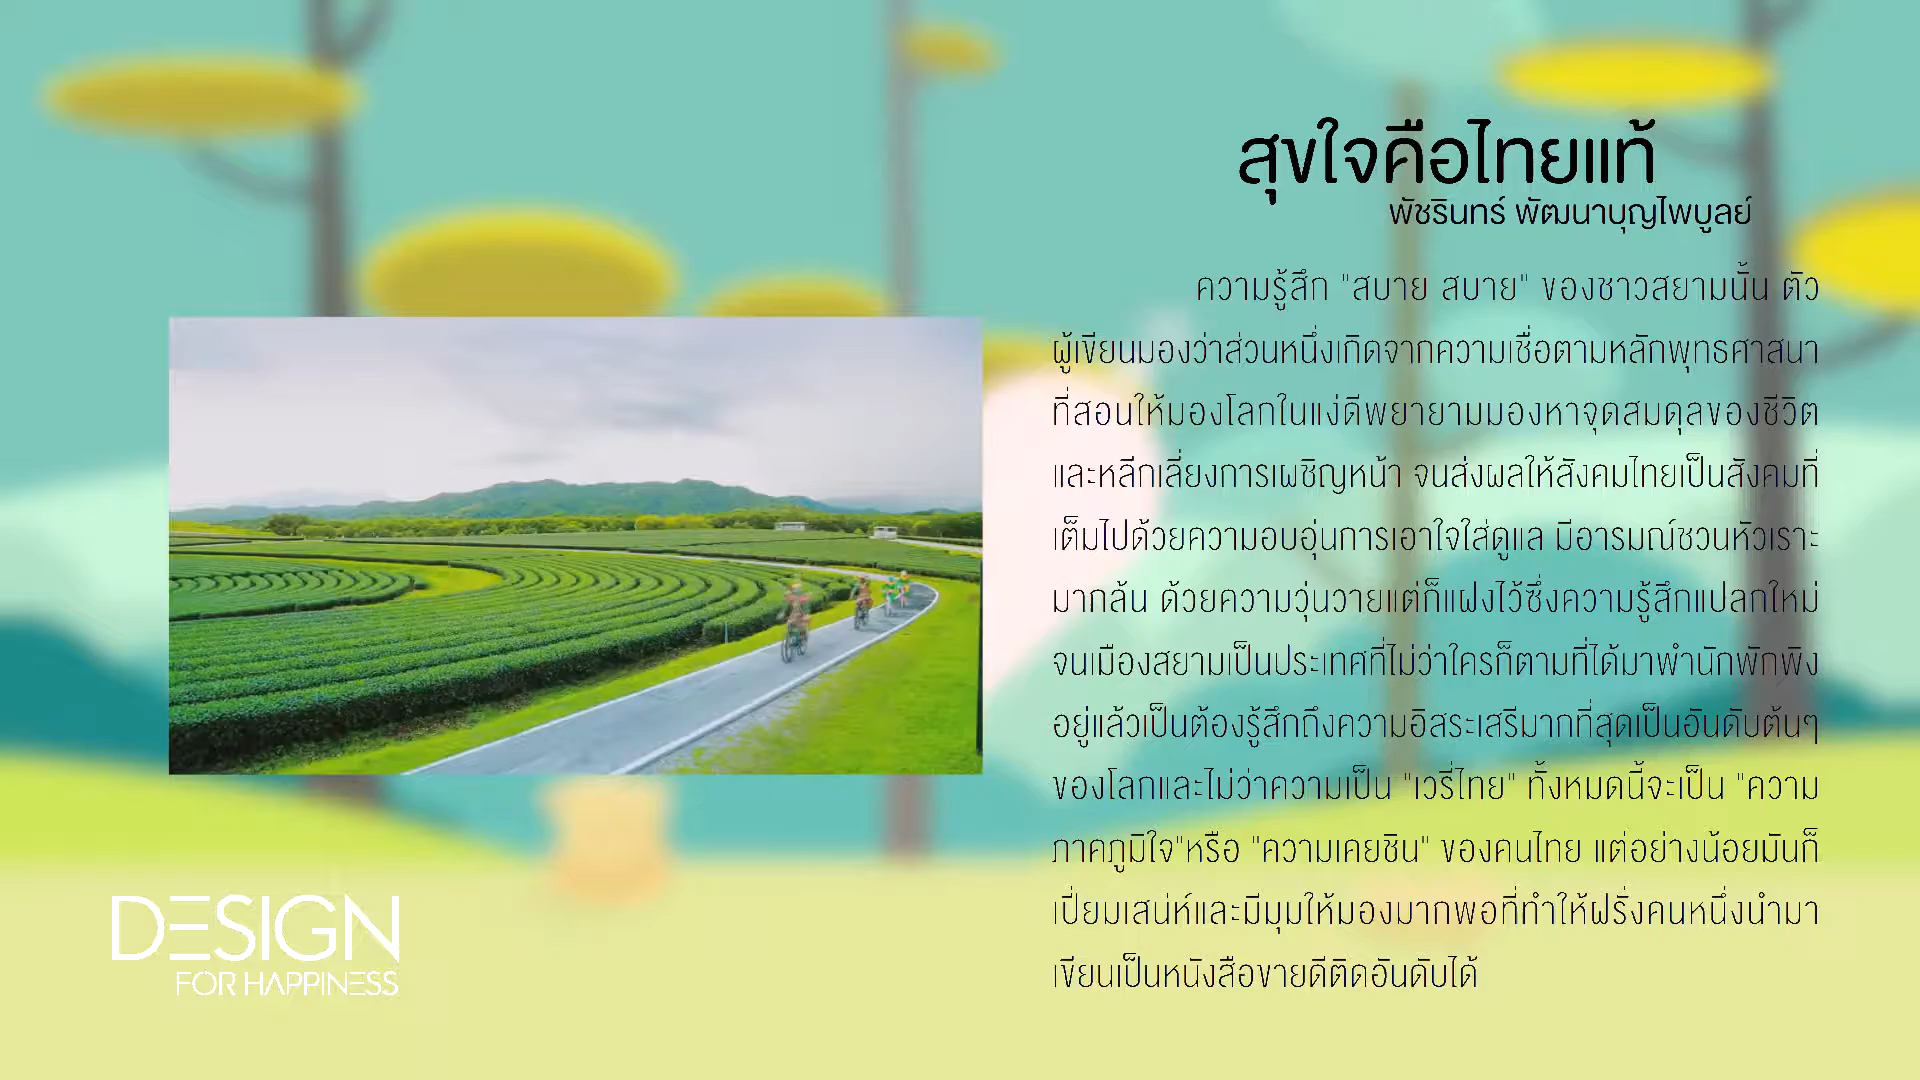 สุขใจคือไทยแท้
พัชรินทร์ พัฒนาบุญไพบูลย์
ความรู้สึก "สบาย สบาย" ของชาวสยามนั้น ตัว
ผู้เขียนมองว่าส่วนหนึ่งเกิดจากความเชื่อตามหลักพุทธศาสนา
ที่สอนให้มองโลกในแง่ดีพยายามมองหาจุดสมดุลของชีวิต
และหลีกเลี่ยงการเผชิญหน้า จนส่งผลให้สังคมไทยเป็นสังคมที่
เต็มไปด้วยความอบอุ่นการเอาใจใส่ดูแล มีอารมณ์ชวนหัวเราะ
มากล้น ด้วยความวุ่นวายแต่ก็แฝงไว้ซึ่งความรู้สึกแปลกใหม่
จนเมืองสยามเป็นประเทศที่ไม่ว่าใครก็ตามที่ได้มาพำนักพักพิง
อยู่แล้วเป็นต้องรู้สึกถึงความอิสระเสรีมากที่สุดเป็นอันดับต้นๆ
ของโลกและไม่ว่าความเป็น "เวรี่ไทย" ทั้งหมดนี้จะเป็น "ความ
ภาคภูมิใจ"หรือ "ความเคยชิน" ของคนไทย แต่อย่างน้อยมันก็
เปี่ยมเสน่ห์และมีมุมให้มองมากพอที่ทำให้ฝรั่งคนหนึ่งนำมา
เขียนเป็นหนังสือขายดีติดอันดับได้
DESIGN
FOR HAPPINESS